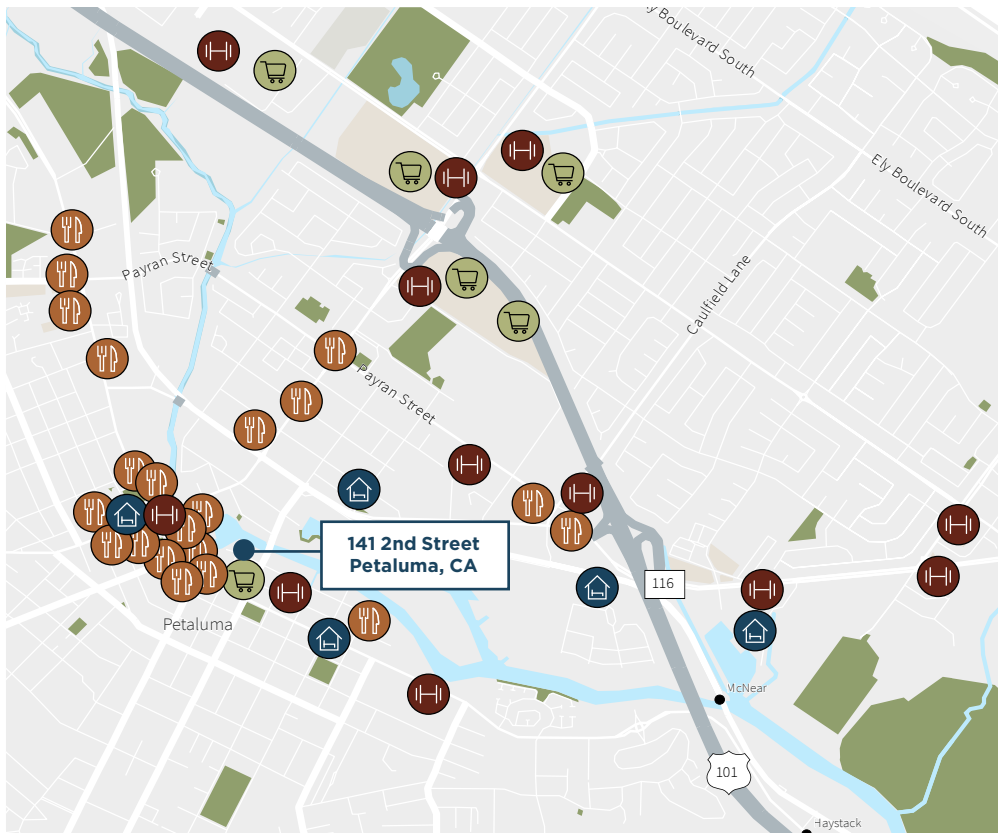 y Boulevard South
Ely Boulevard South
Payran Street
Caulfield Lane
Payran Street
141 2nd Street
Petaluma, CA
116
Petaluma
McNear
101
Haystack